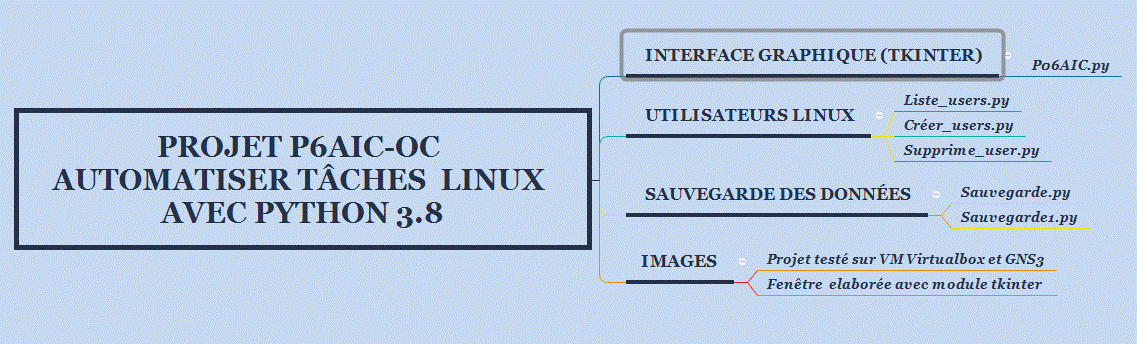 PROJET P6AIC-OC
AUTOMATISER TÂCHES LINUX
AVEC PYTHON 3.8
INTERFACE GRAPHIQUE (TKINTER)
P06AIC.py
UTILISATEURS LINUX
Liste_users.py
Créer_users.py
Supprime_user.py
SAUVEGARDE DES DONNÉES
Sauvegarde.py
Sauvegarde1.py
IMAGES
Projet testé sur VM Virtualbox et GNS3
Fenêtre elaborée avec module tkinter